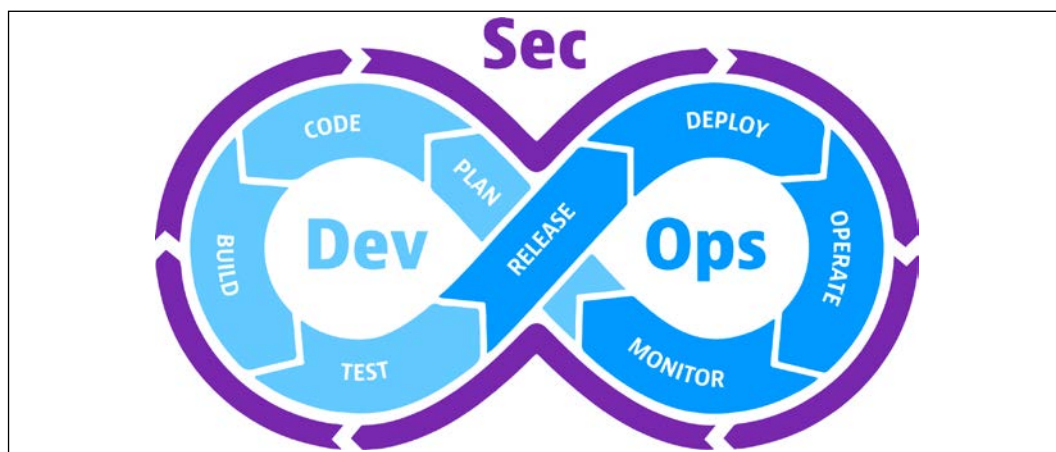 Sec
CODE
DEPLOY
PLAN
Dev
RELEASE
Ops
BUILD
OPERATE
TEST
MONITOR